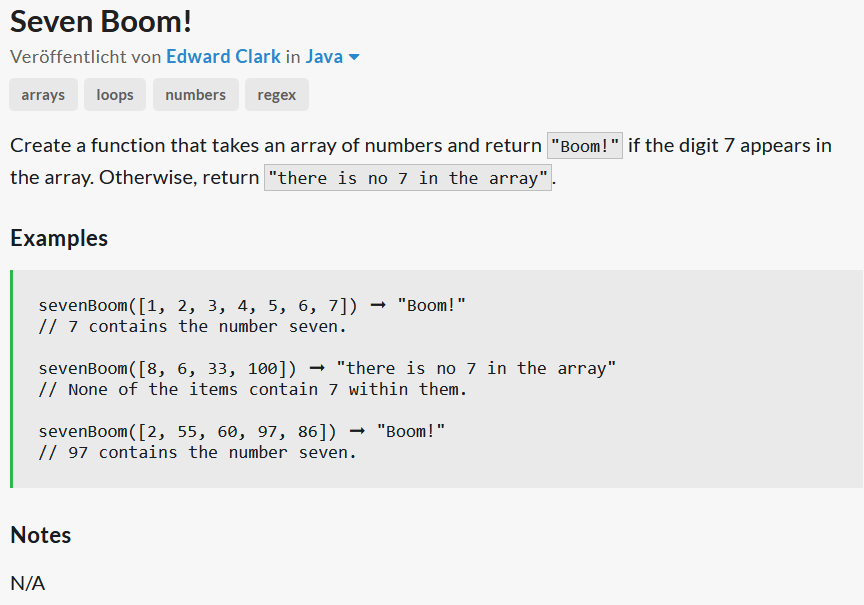 Seven Boom!
Veröffentlicht von Edward Clark in Java
arrays loops numbers regex
Create a function that takes an array of numbers and return "Boom!" if the digit 7 appears in
the array. Otherwise, return "there is no 7 in the array".
Examples
sevenBoom([1, 2, 3, 4, 5, 6, 7]) ➞ "Boom!"
// 7 contains the number seven.
sevenBoom([8, 6, 33, 100]) ➞ "there is no 7 in the array"
// None of the items contain 7 within them.
sevenBoom([2, 55, 60, 97, 86]) ➞ "Boom!"
// 97 contains the number seven.
Notes
N/A